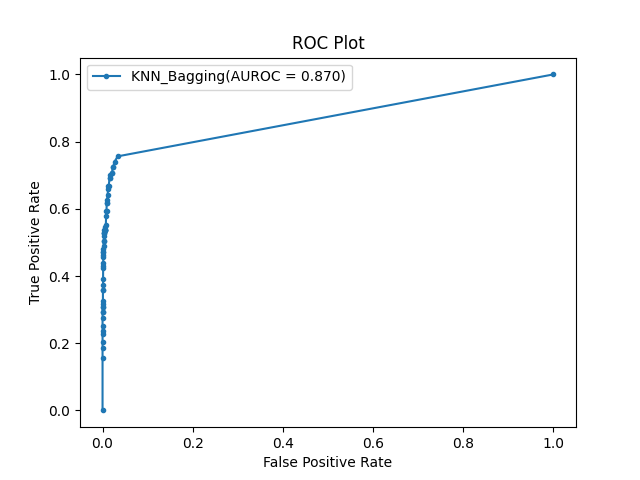 ROC Plot
KNN_Bagging(AUROC = 0.870)
1.0
0.8
0.6
0.4
0.2
0.0
True Positive Rate
0.0 0.2 0.4 0.6 0.8 1.0
False Positive Rate